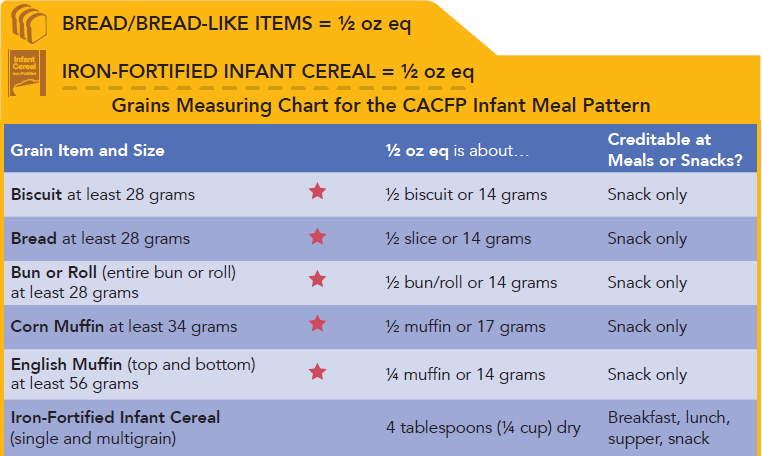 BREAD/BREAD-LIKE ITEMS = ½ oz eq
Infant
Cereal
Iron-Fortified
IRON-FORTIFIED INFANT CEREAL = ½ oz eq
Grains Measuring Chart for the CACFP Infant Meal Pattern
Grain Item and Size ½ oz eq is about… Creditable at
Meals or Snacks?
Biscuit at least 28 grams ½ biscuit or 14 grams Snack only
Bread at least 28 grams ½ slice or 14 grams Snack only
Bun or Roll (entire bun or roll)
at least 28 grams ½ bun/roll or 14 grams Snack only
Corn Muffin at least 34 grams ½ muffin or 17 grams Snack only
English Muffin (top and bottom)
at least 56 grams ¼ muffin or 14 grams Snack only
Iron-Fortified Infant Cereal
(single and multigrain) 4 tablespoons (¼ cup) dry Breakfast, lunch,
supper, snack